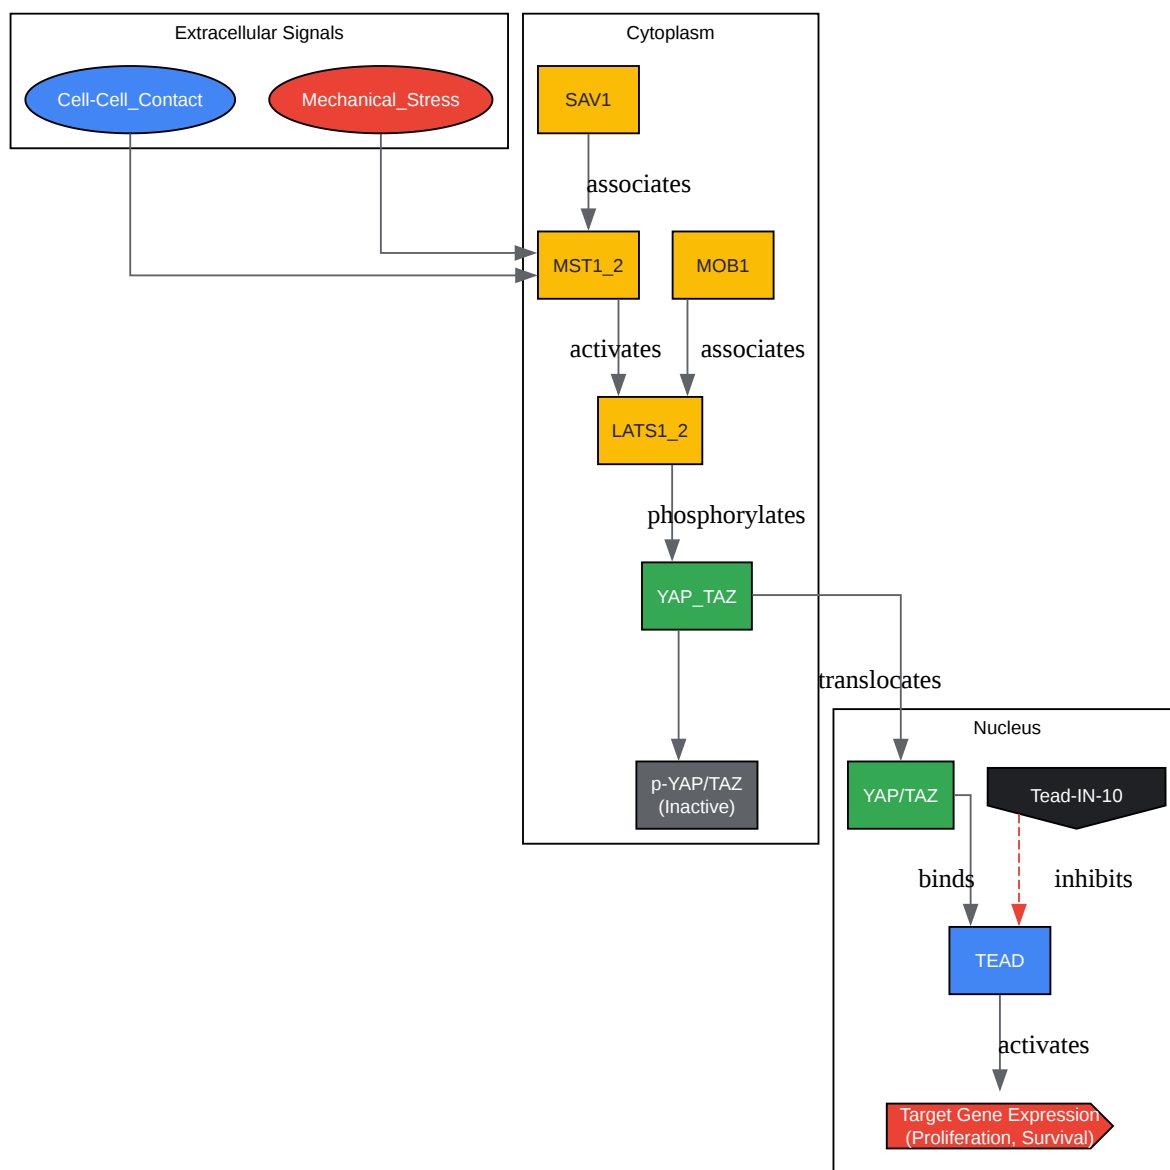 Extracellular Signals
Cytoplasm
Cell-Cell_Contact
Mechanical_Stress
SAV1
associates
MST1_2
MOB1
activates
associates
LATS1_2
phosphorylates
YAP_TAZ
translocates
Nucleus
p-YAP/TAZ
(Inactive)
YAP/TAZ
Tead-IN-10
binds
inhibits
TEAD
activates
Target Gene Expression
(Proliferation, Survival)